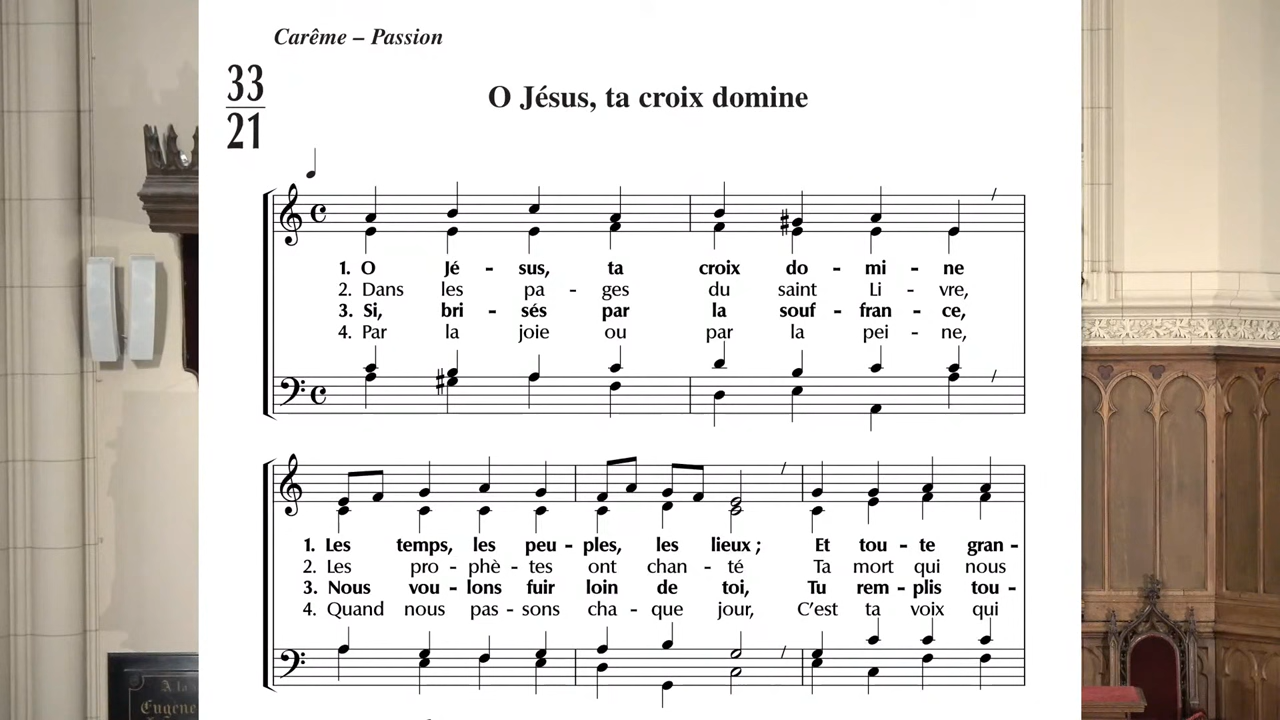 Carême – Passion
33
21
O Jésus, ta croix domine
1. O Jé - sus, ta croix do - mi - ne
2. Dans les pa - ges du saint Li - vre,
3. Si, bri - sés par la souf - fran - ce,
4. Par la joie ou par la pei - ne,
1. Les temps, les peu - ples, les lieux ; Et tou - te gran -
2. Les pro - phè - tes ont chan - té Ta mort qui nous
3. Nous vou - lons fuir loin de toi, Tu rem - plis tou -
4. Quand nous pas - sons cha - que jour, C'est ta voix qui
A la
Eugène